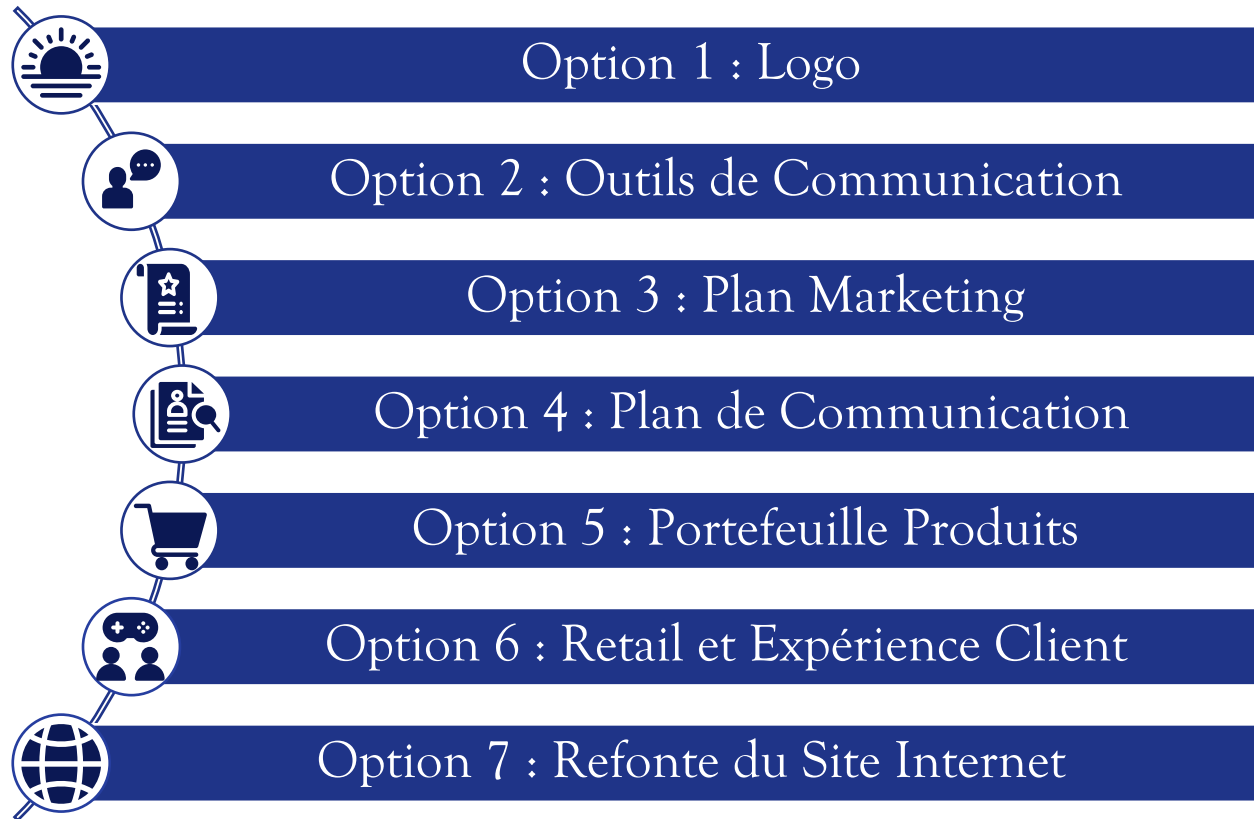 Option 1 : Logo
Option 2 : Outils de Communication
Option 3 : Plan Marketing
Option 4 : Plan de Communication
Option 5 : Portefeuille Produits
Option 6 : Retail et Expérience Client
Option 7 : Refonte du Site Internet